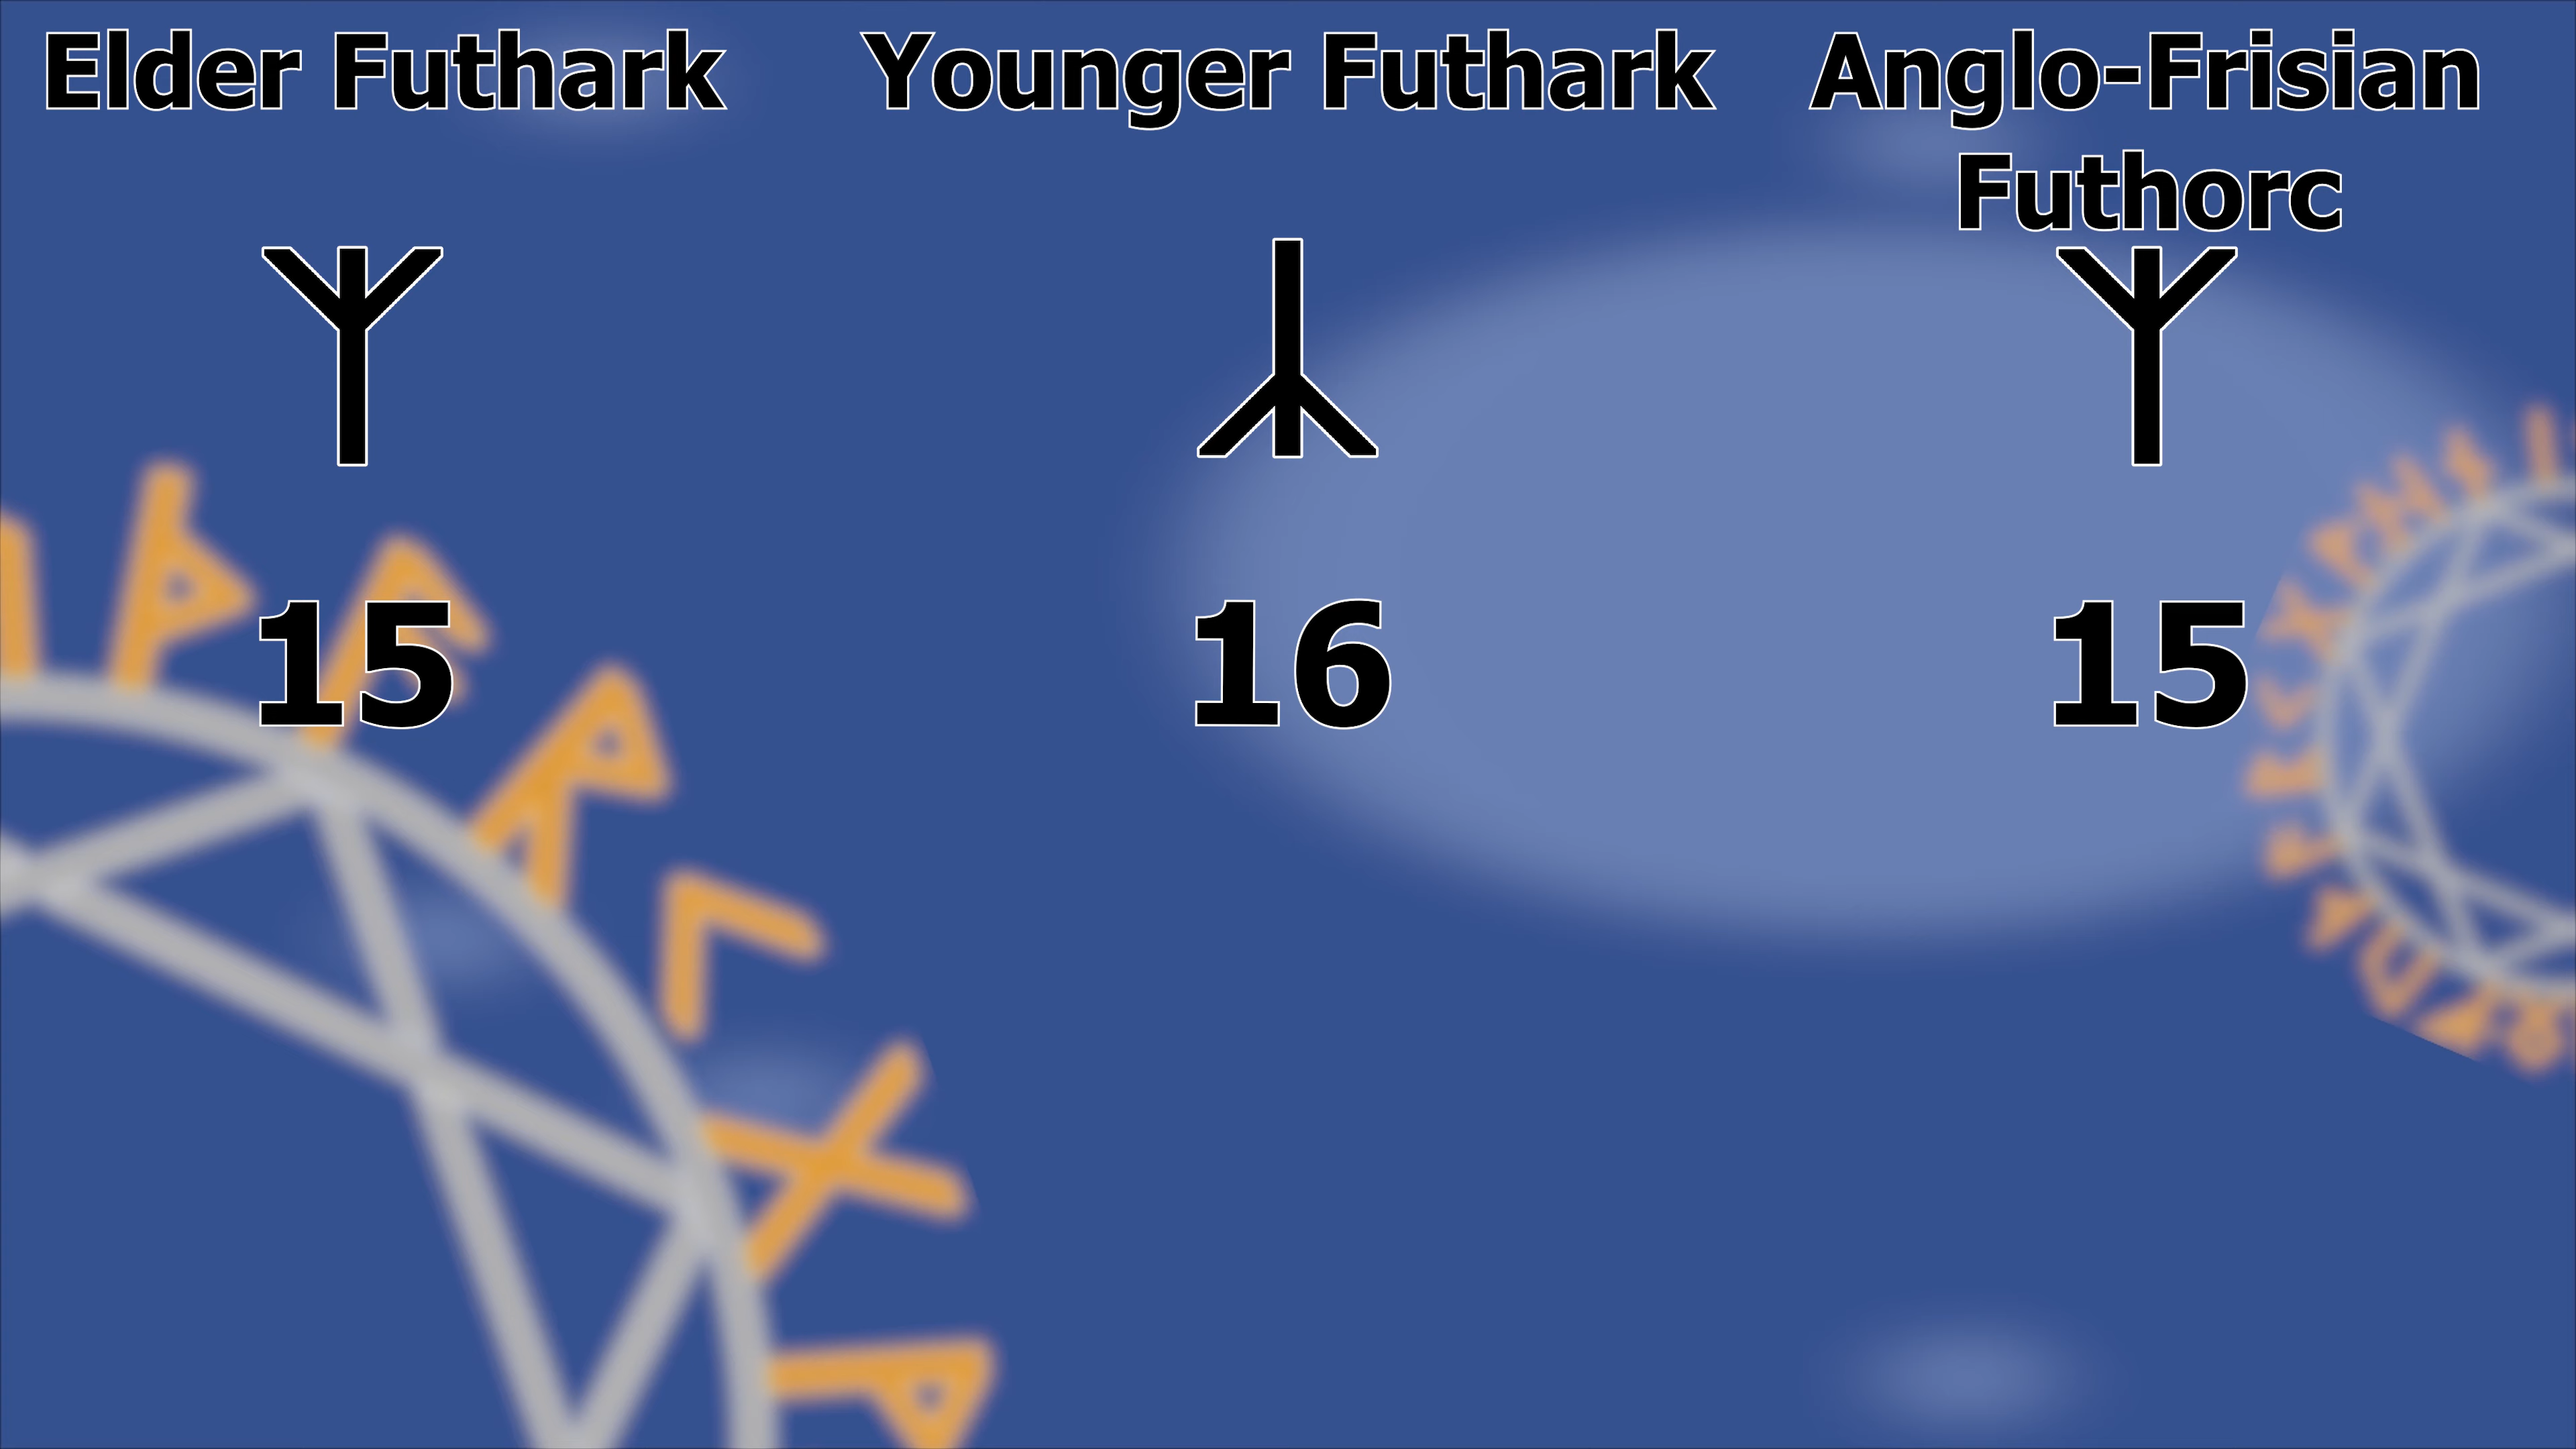 Elder Futhark Younger Futhark Anglo-Frisian
Futhorc
ᛉ ᛦ ᛉ
15 16 15